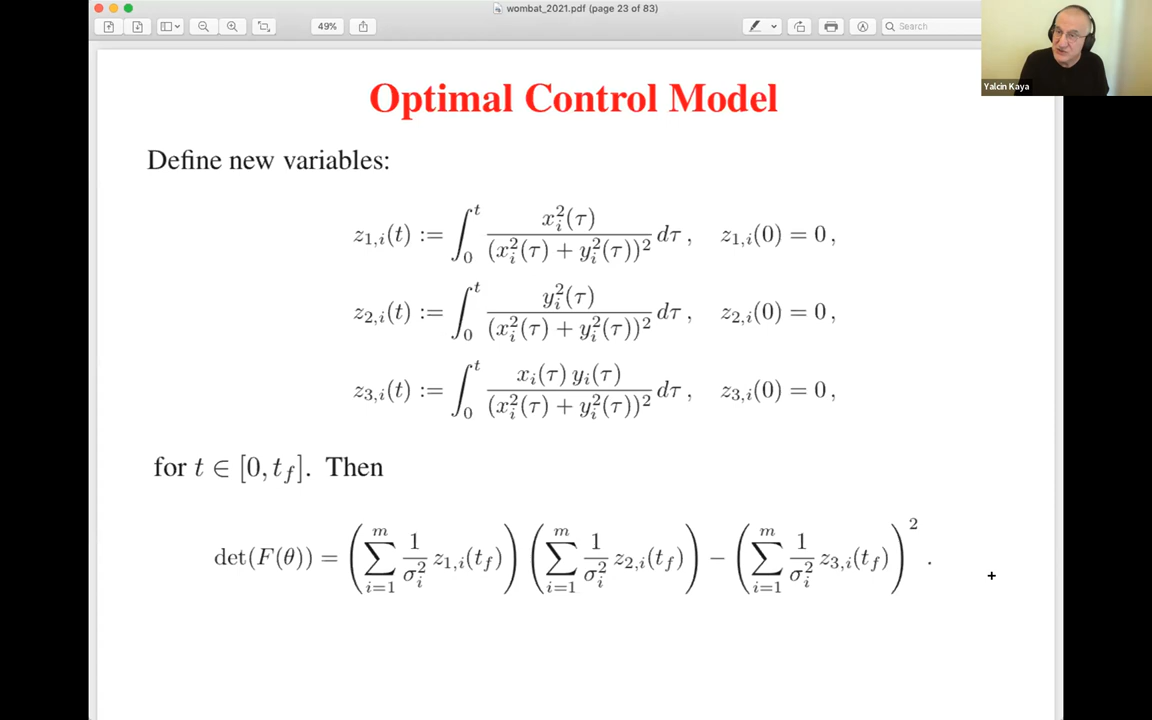 wombat_2021.pdf (page 23 of 83)
49%
Search
Yalcin Kaya
Optimal Control Model
Define new variables:
z_{1,i}(t) := ∫_0^t x_i^2(τ) / (x_i^2(τ) + y_i^2(τ))^2 dτ , z_{1,i}(0) = 0 ,
z_{2,i}(t) := ∫_0^t y_i^2(τ) / (x_i^2(τ) + y_i^2(τ))^2 dτ , z_{2,i}(0) = 0 ,
z_{3,i}(t) := ∫_0^t x_i(τ) y_i(τ) / (x_i^2(τ) + y_i^2(τ))^2 dτ , z_{3,i}(0) = 0 ,
for t ∈ [0, t_f]. Then
det(F(θ)) = (∑_{i=1}^m 1/σ_i^2 z_{1,i}(t_f)) (∑_{i=1}^m 1/σ_i^2 z_{2,i}(t_f)) − (∑_{i=1}^m 1/σ_i^2 z_{3,i}(t_f))^2 .